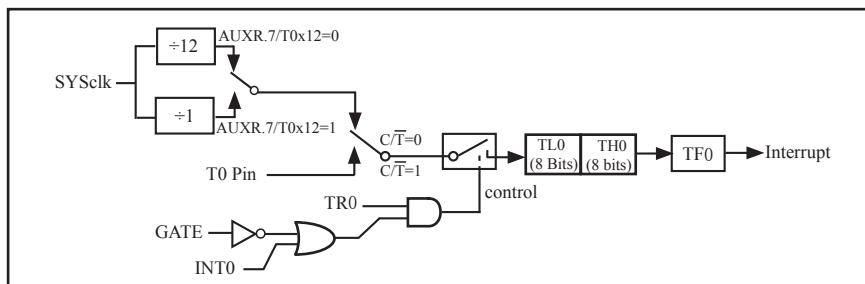 ÷12
AUXR.7/T0x12=0
SYSclk
÷1
AUXR.7/T0x12=1
C/T̅=0
C/T̅=1
T0 Pin
TL0
(8 Bits)
TH0
(8 bits)
TF0
Interrupt
control
TR0
GATE
INT0